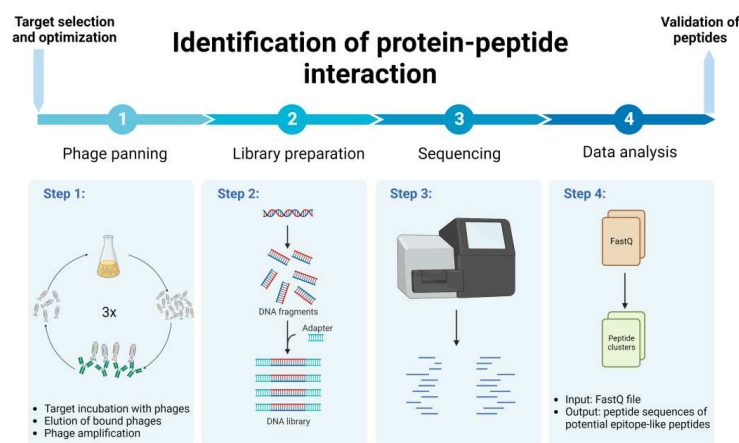 Target selection
and optimization
Identification of protein-peptide
interaction
Validation of
peptides
1
2
3
4
Phage panning
Library preparation
Sequencing
Data analysis
Step 1:
3x
• Target incubation with phages
• Elution of bound phages
• Phage amplification
Step 2:
DNA fragments
Adapter
DNA library
Step 3:
Step 4:
FastQ
Peptide
clusters
• Input: FastQ file
• Output: peptide sequences of
potential epitope-like peptides